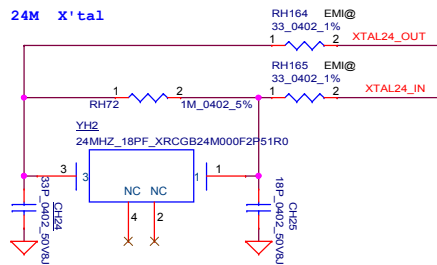 24M X'tal
RH164 EMI@
33_0402_1%
1 2
XTAL24_OUT
RH165 EMI@
33_0402_1%
1 2
XTAL24_IN
1 2
RH72 1M_0402_5%
YH2
24MHZ_18PF_XRCGB24M000F2P51R0
3 3 1 1
NC NC
4 2
CH24
33P_0402_50V8J
CH25
18P_0402_50V8J